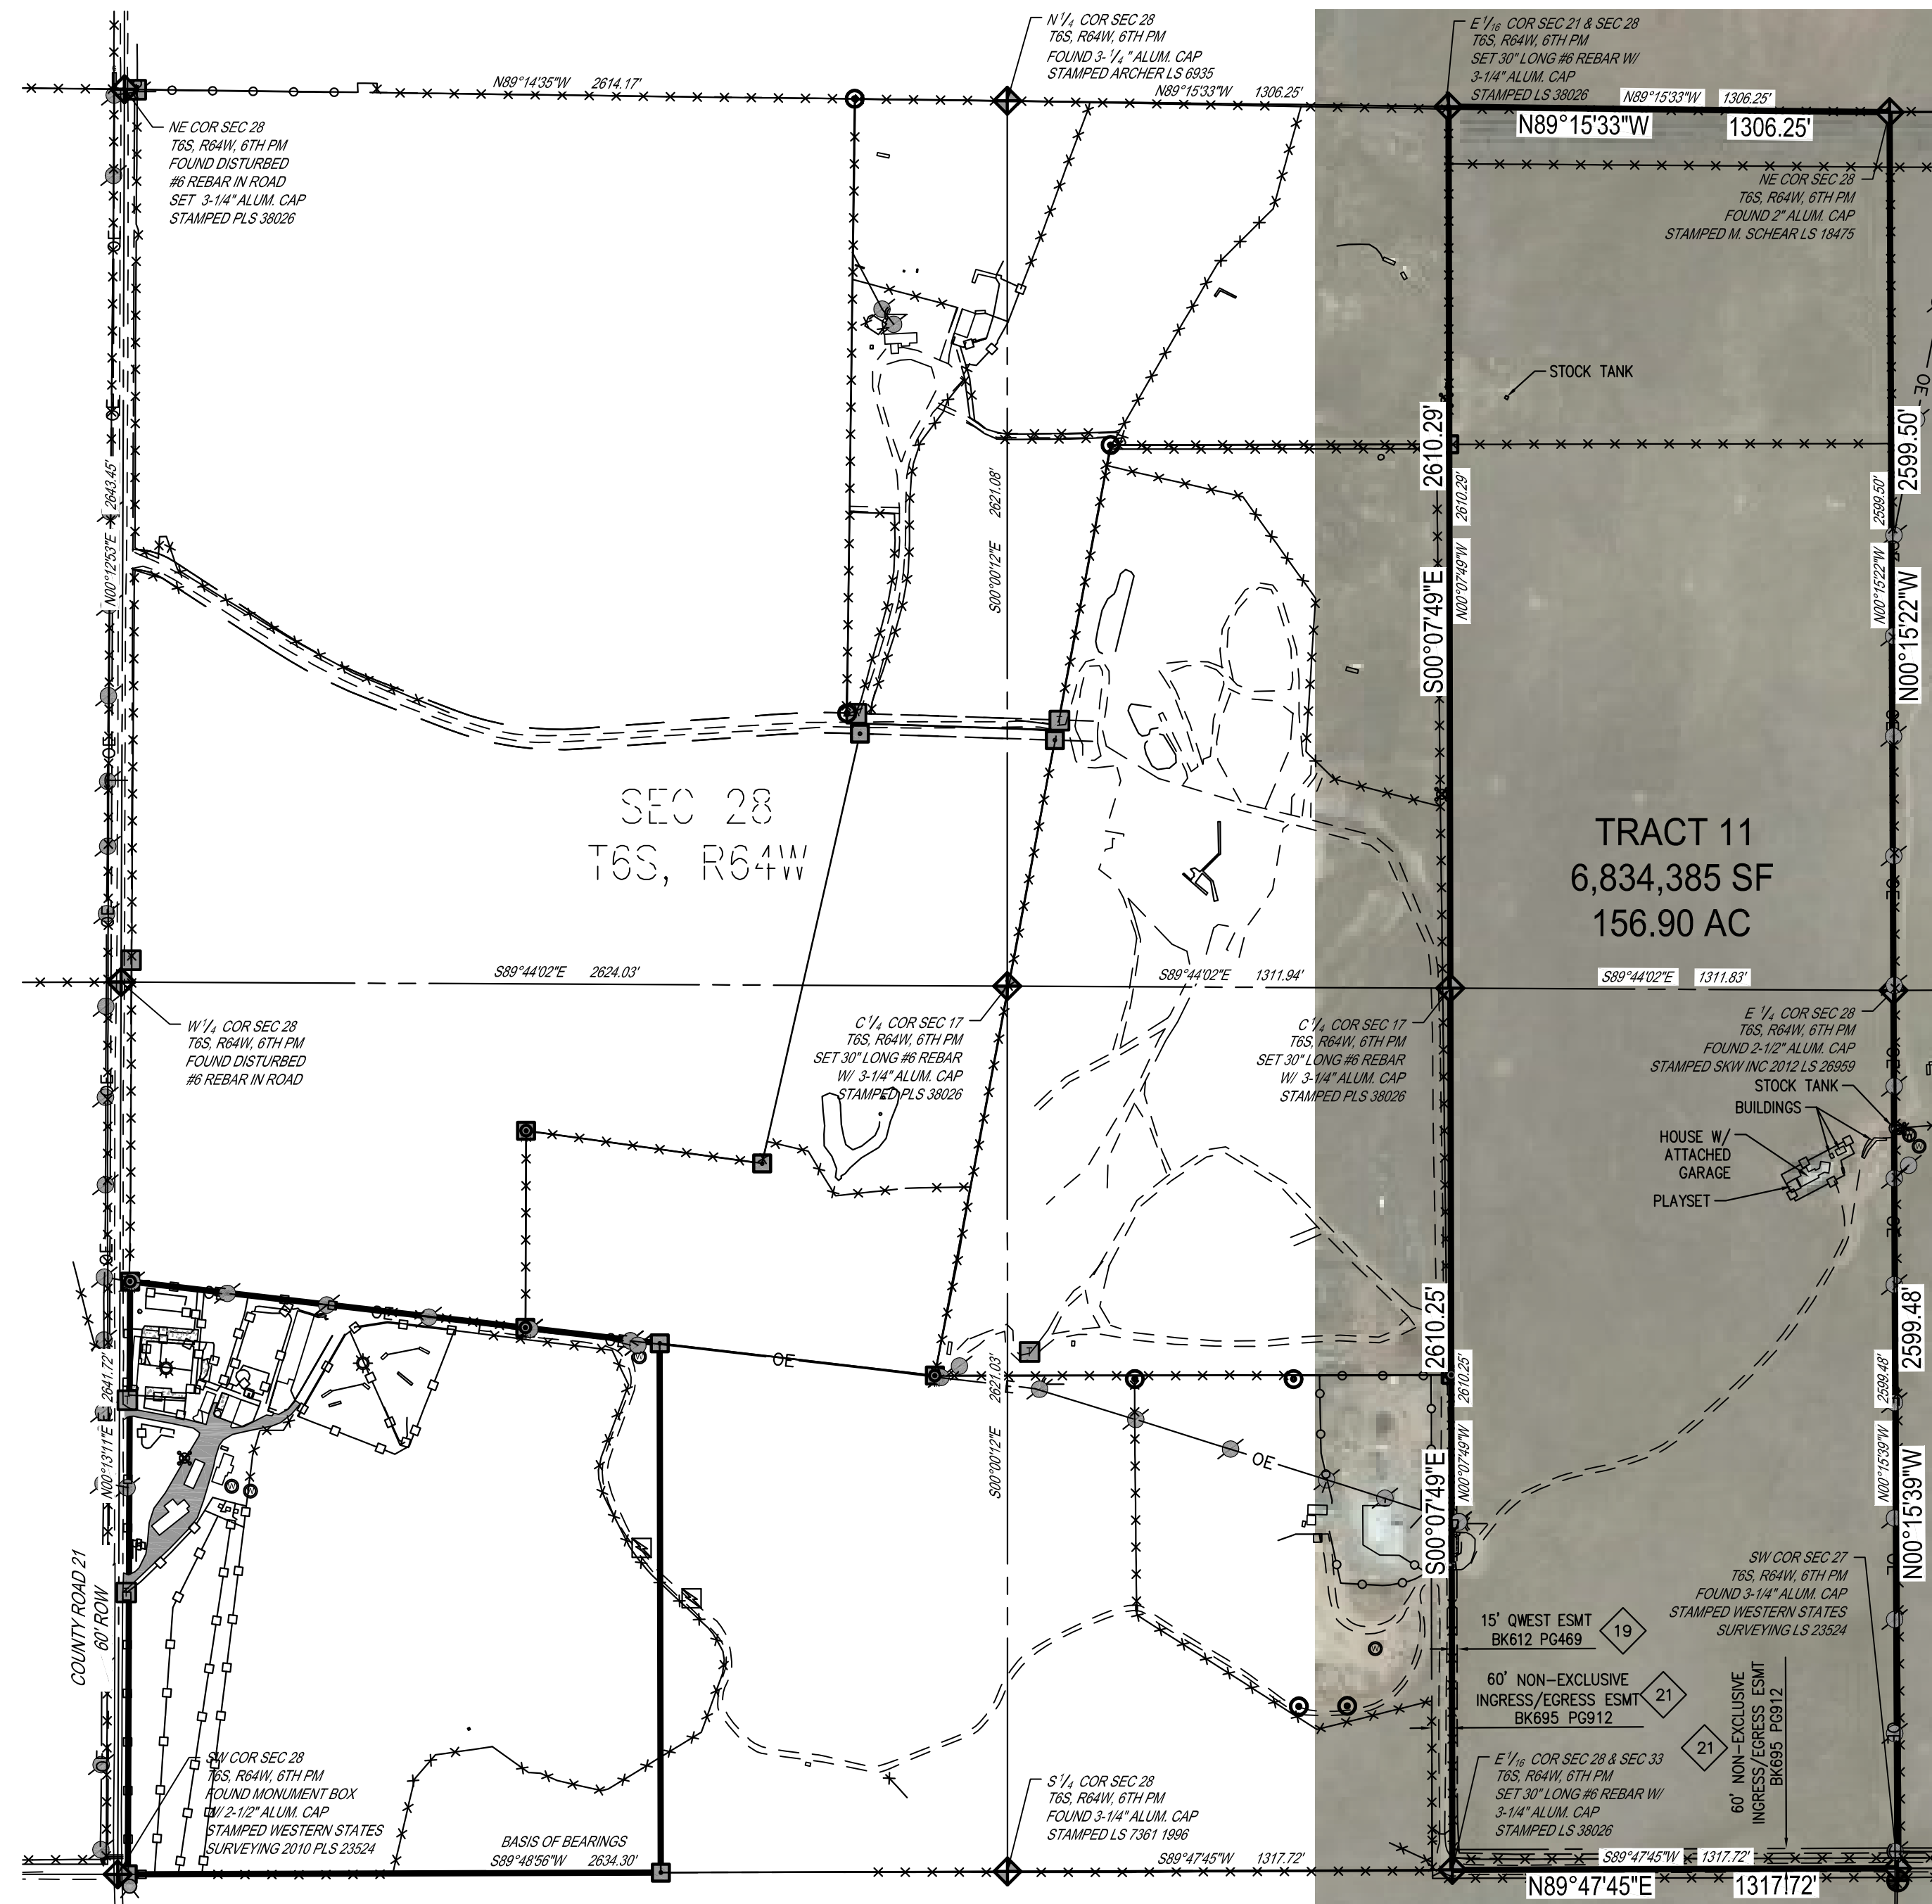 N 1/4 COR SEC 28
T6S, R64W, 6TH PM
FOUND 3-1/4" ALUM. CAP
STAMPED ARCHER LS 6935
E 1/16 COR SEC 21 & SEC 28
T6S, R64W, 6TH PM
SET 30" LONG #6 REBAR W/
3-1/4" ALUM. CAP
STAMPED LS 38026
N89°14'35"W 2614.17'
N89°15'33"W 1306.25'
N89°15'33"W 1306.25'
N89°15'33"W 1306.25'
NE COR SEC 28
T6S, R64W, 6TH PM
FOUND DISTURBED
#6 REBAR IN ROAD
SET 3-1/4" ALUM. CAP
STAMPED PLS 38026
NE COR SEC 28
T6S, R64W, 6TH PM
FOUND 2" ALUM. CAP
STAMPED M. SCHEAR LS 18475
OE
OE
OE
STOCK TANK
N00°12'53"E 2643.45'
S00°00'12"E 2621.08'
S00°07'49"E 2610.29'
N00°07'49"W 2610.29'
N00°15'22"W 2599.50'
N00°15'22"W 2599.50'
SEC 28
T6S, R64W
TRACT 11
6,834,385 SF
156.90 AC
S89°44'02"E 2624.03'
S89°44'02"E 1311.94'
S89°44'02"E 1311.83'
W 1/4 COR SEC 28
T6S, R64W, 6TH PM
FOUND DISTURBED
#6 REBAR IN ROAD
C 1/4 COR SEC 17
T6S, R64W, 6TH PM
SET 30" LONG #6 REBAR
W/ 3-1/4" ALUM. CAP
STAMPED PLS 38026
C 1/4 COR SEC 17
T6S, R64W, 6TH PM
SET 30" LONG #6 REBAR
W/ 3-1/4" ALUM. CAP
STAMPED PLS 38026
E 1/4 COR SEC 28
T6S, R64W, 6TH PM
FOUND 2-1/2" ALUM. CAP
STAMPED SKW INC 2012 LS 26959
STOCK TANK
BUILDINGS
HOUSE W/
ATTACHED
GARAGE
PLAYSET
OE
OE
N00°13'11"E 2641.72'
S00°00'12"E 2621.03'
S00°07'49"E 2610.25'
N00°07'49"W 2610.25'
N00°15'39"W 2599.48'
N00°15'39"W 2599.48'
COUNTY ROAD 21
60' ROW
SW COR SEC 27
T6S, R64W, 6TH PM
FOUND 3-1/4" ALUM. CAP
STAMPED WESTERN STATES
SURVEYING LS 23524
15' QWEST ESMT
BK612 PG469
19
60' NON-EXCLUSIVE
INGRESS/EGRESS ESMT
BK695 PG912
21
60' NON-EXCLUSIVE
INGRESS/EGRESS ESMT
BK695 PG912
21
SW COR SEC 28
T6S, R64W, 6TH PM
FOUND MONUMENT BOX
W/ 2-1/2" ALUM. CAP
STAMPED WESTERN STATES
SURVEYING 2010 PLS 23524
BASIS OF BEARINGS
S89°48'56"W 2634.30'
S 1/4 COR SEC 28
T6S, R64W, 6TH PM
FOUND 3-1/4" ALUM. CAP
STAMPED LS 7361 1996
E 1/16 COR SEC 28 & SEC 33
T6S, R64W, 6TH PM
SET 30" LONG #6 REBAR W/
3-1/4" ALUM. CAP
STAMPED LS 38026
S89°47'45"W 1317.72'
S89°47'45"W 1317.72'
N89°47'45"E 1317.72'